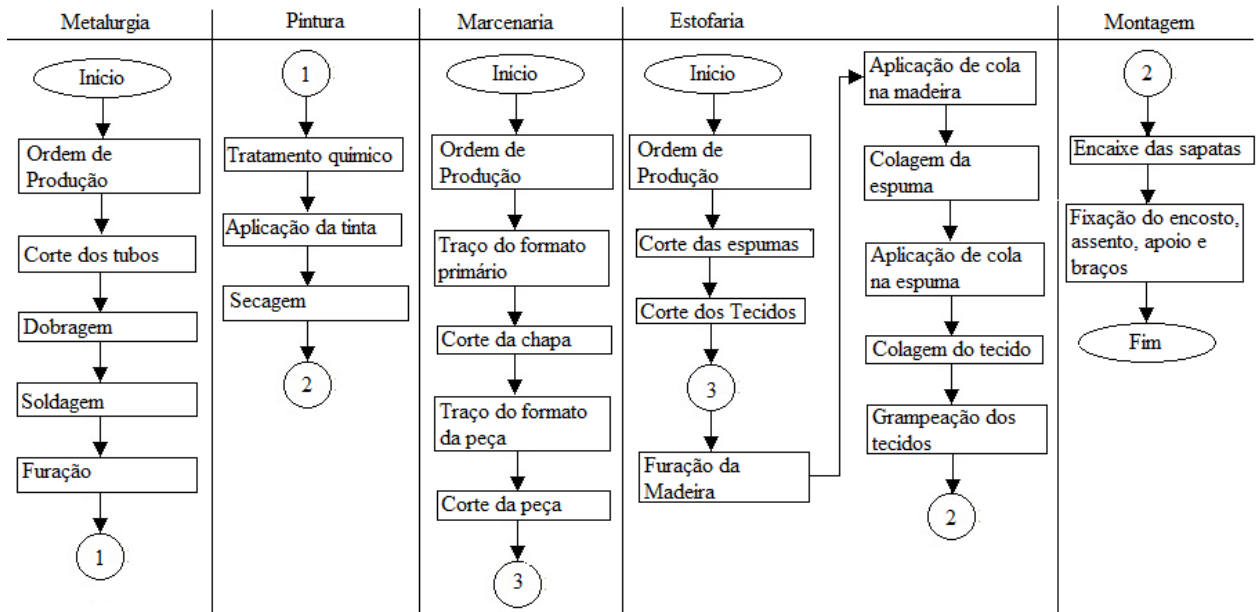 Metalurgia
Início
Ordem de
Produção
Corte dos tubos
Dobragem
Soldagem
Furação
1
Pintura
1
Tratamento químico
Aplicação da tinta
Secagem
2
Marcenaria
Início
Ordem de
Produção
Traço do formato
primário
Corte da chapa
Traço do formato
da peça
Corte da peça
3
Estofaria
Início
Ordem de
Produção
Corte das espumas
Corte dos Tecidos
3
Furação da
Madeira
Aplicação de cola
na madeira
Colagem da
espuma
Aplicação de cola
na espuma
Colagem do tecido
Grampeação dos
tecidos
2
Montagem
2
Encaixe das sapatas
Fixação do encosto,
assento, apoio e
braços
Fim